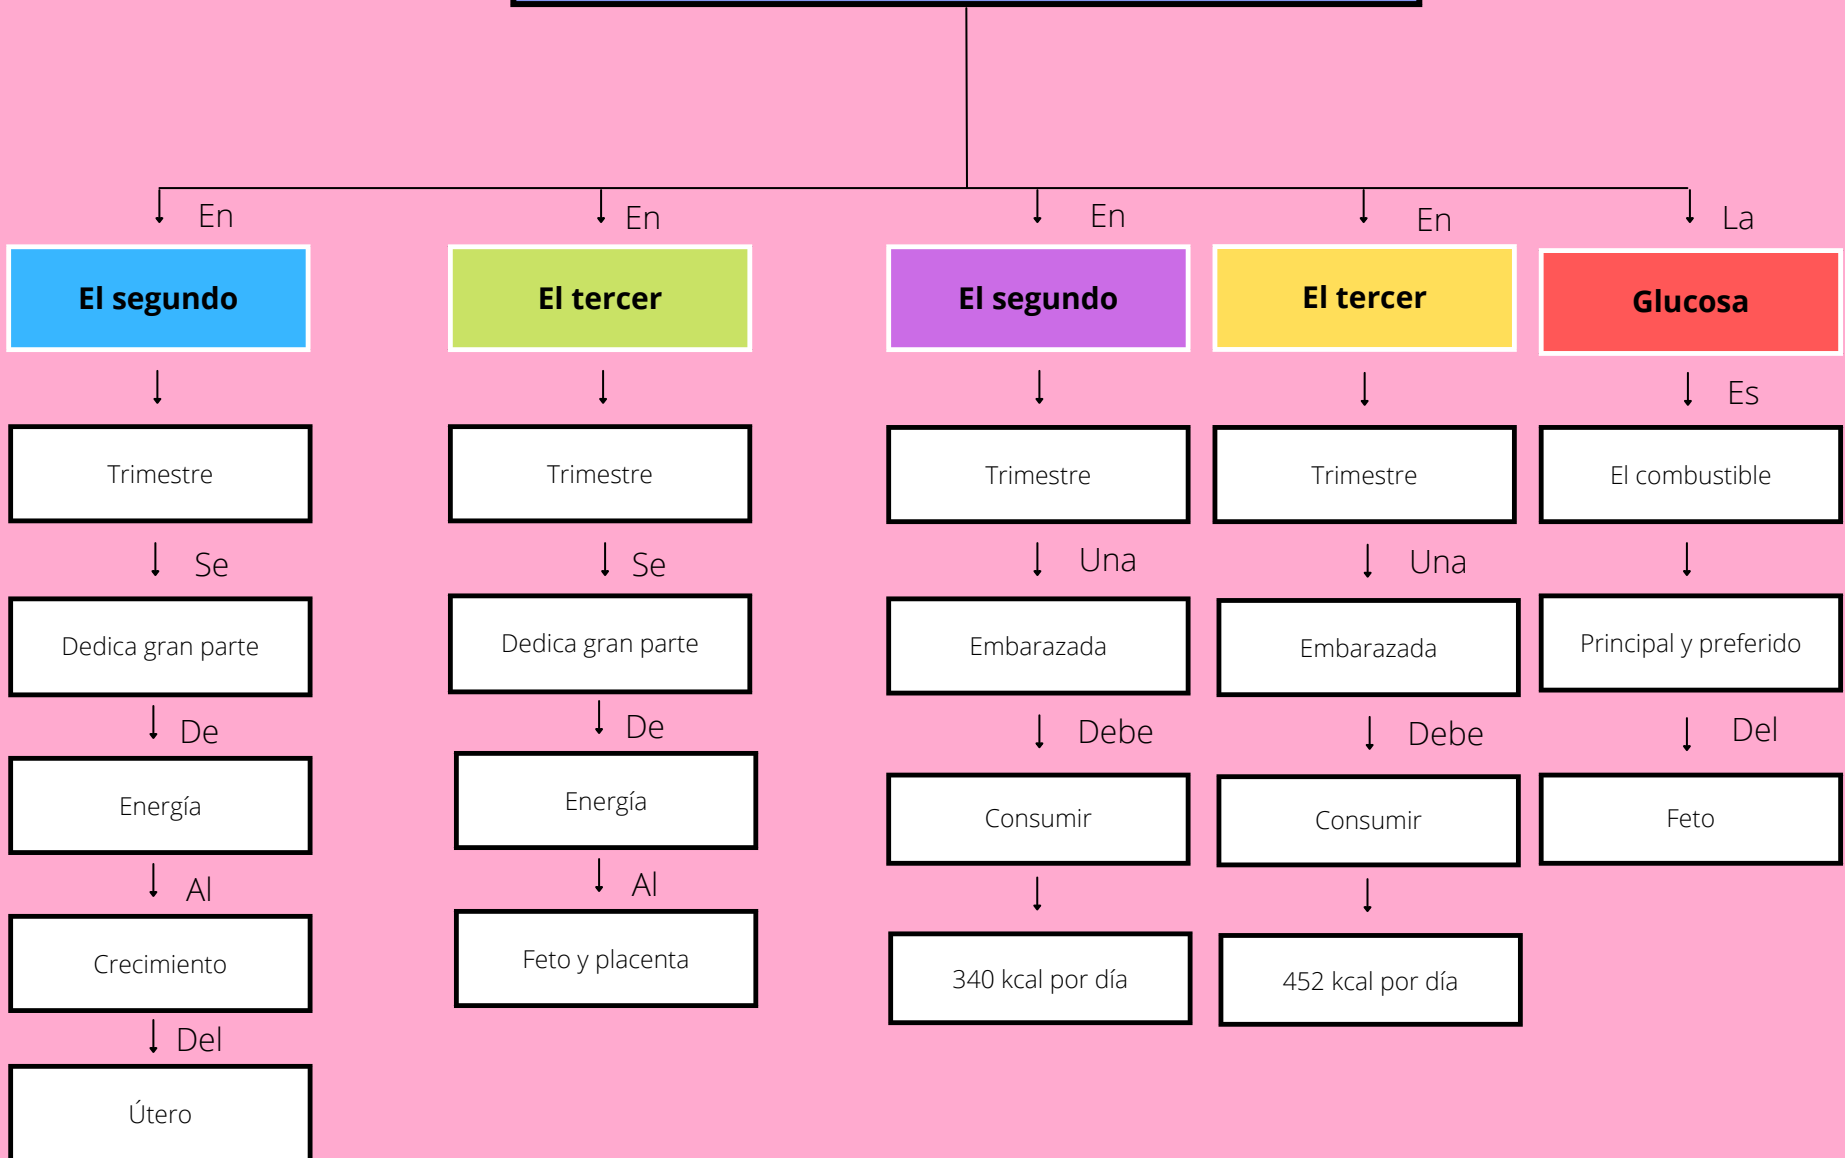 En
El segundo
Trimestre
Se
Dedica gran parte
De
Energía
Al
Crecimiento
Del
Útero
En
El tercer
Trimestre
Se
Dedica gran parte
De
Energía
Al
Feto y placenta
En
El segundo
Trimestre
Una
Embarazada
Debe
Consumir
340 kcal por día
En
El tercer
Trimestre
Una
Embarazada
Debe
Consumir
452 kcal por día
La
Glucosa
Es
El combustible
Principal y preferido
Del
Feto